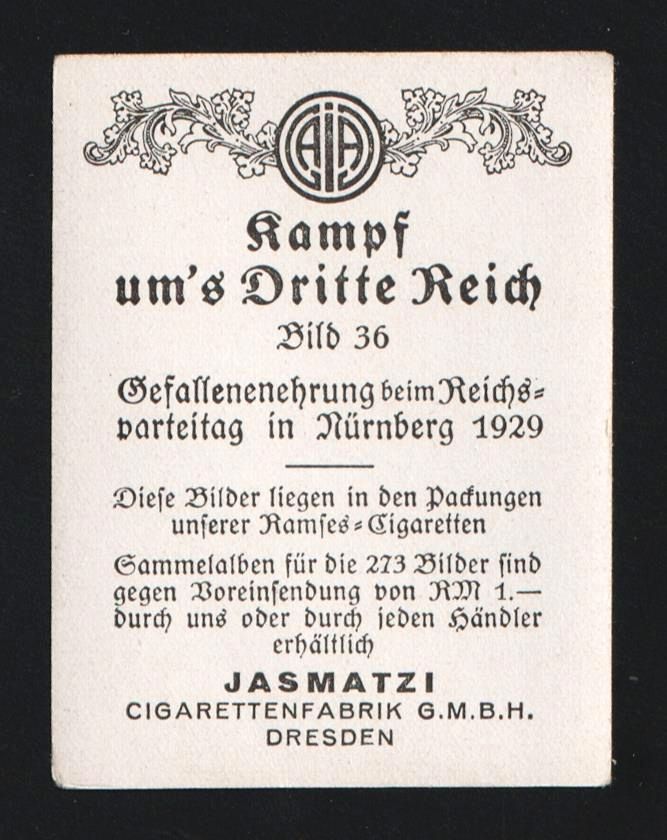 Kampf
um's Dritte Reich
Bild 36
Gefallenenehrung beim Reichs-
parteitag in Nürnberg 1929
Diese Bilder liegen in den Packungen
unserer Ramses-Cigaretten
Sammelalben für die 273 Bilder sind
gegen Voreinsendung von RM 1.—
durch uns oder durch jeden Händler
erhältlich
JASMATZI
CIGARETTENFABRIK G.M.B.H.
DRESDEN